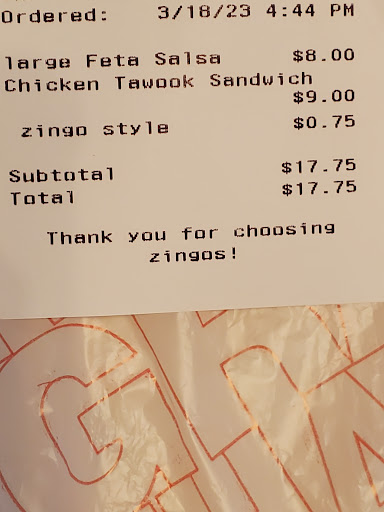 Ordered: 3/18/23 4:44 PM
large Feta Salsa $8.00
Chicken Tawook Sandwich
$9.00
zingo style $0.75
Subtotal $17.75
Total $17.75
Thank you for choosing
zingos!